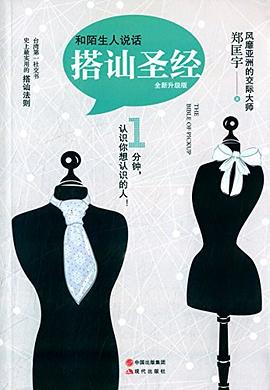 和陌生人说话
搭讪圣经
全新升级版
风靡亚洲的交际大师
郑匡宇
著
台湾第一社交书
史上最实用的搭讪法则
THE
BIBLE OF PICKUP
1分钟，
认识你想认识的人！
中国出版集团
现代出版社